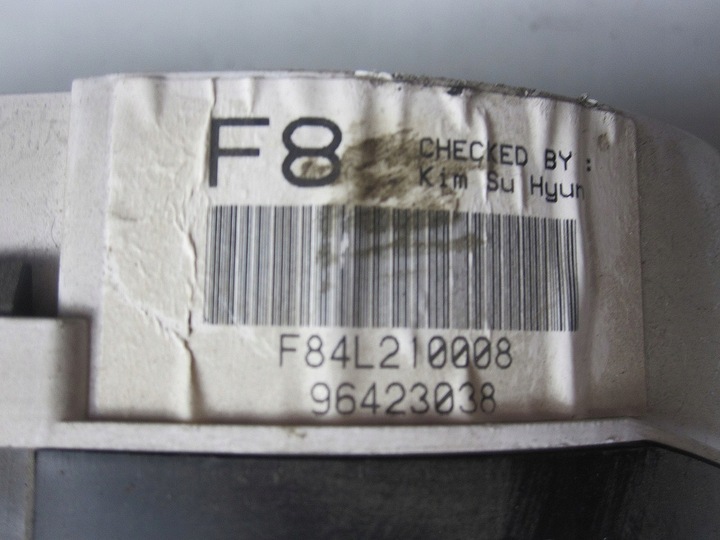 F8
CHECKED BY :
Kim Su Hyun
F84L210008
96423038